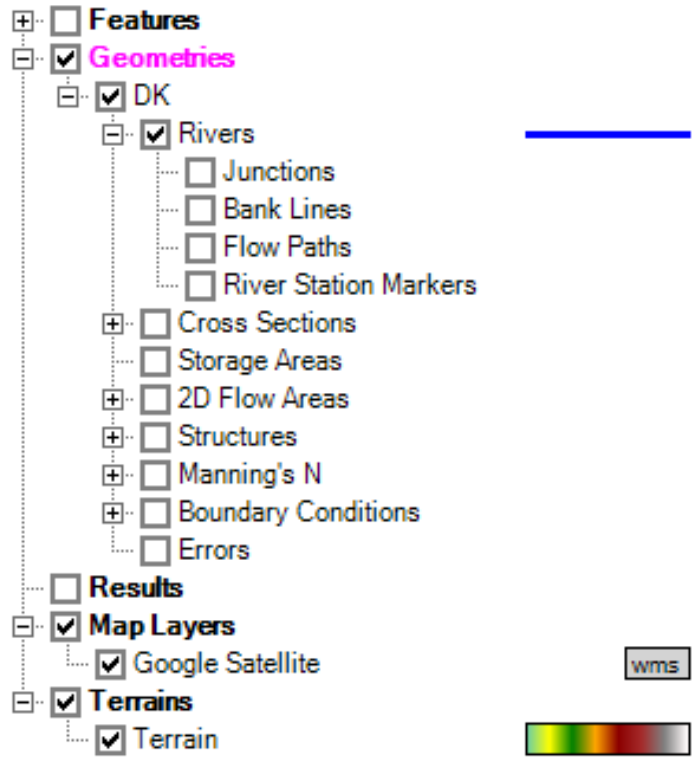 Features
Geometries
DK
Rivers
Junctions
Bank Lines
Flow Paths
River Station Markers
Cross Sections
Storage Areas
2D Flow Areas
Structures
Manning's N
Boundary Conditions
Errors
Results
Map Layers
Google Satellite wms
Terrains
Terrain